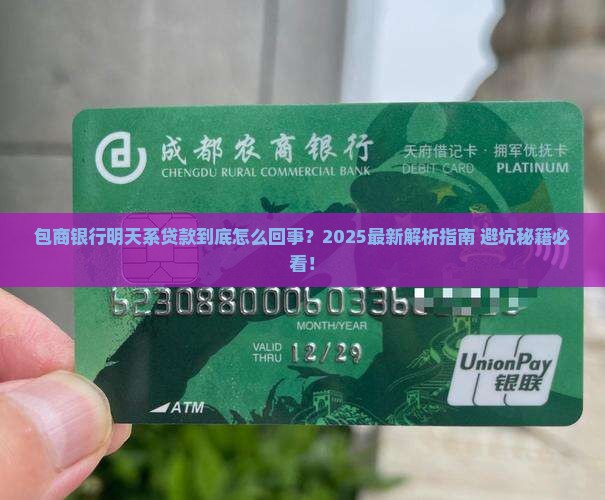 成都农商银行
CHENGDU RURAL COMMERCIAL BANK
天府借记卡·拥军优抚卡
DEBIT CARD PLATINUM
包商银行明天系贷款到底怎么回事？2025最新解析指南 避坑秘籍必
看！
6230880006033
MONTH/YEAR
VALID
THRU 12/29
UnionPay
银联
ATM